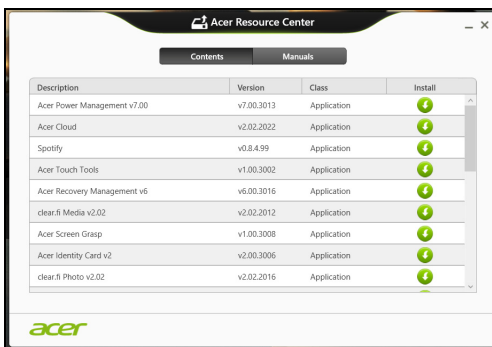 Acer Resource Center
Contents Manuals
Description Version Class Install
Acer Power Management v7.00 v7.00.3013 Application
Acer Cloud v2.02.2022 Application
Spotify v0.8.4.99 Application
Acer Touch Tools v1.00.3002 Application
Acer Recovery Management v6 v6.00.3016 Application
clear.fi Media v2.02 v2.02.2012 Application
Acer Screen Grasp v1.00.3008 Application
Acer Identity Card v2 v2.00.3006 Application
clear.fi Photo v2.02 v2.02.2016 Application
acer